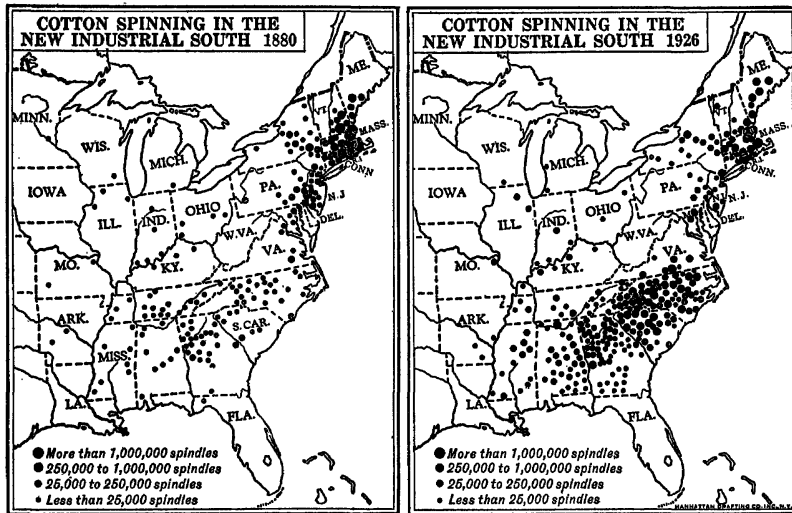 COTTON SPINNING IN THE
NEW INDUSTRIAL SOUTH 1880
ME.
VT.
MINN.
MASS.
WIS.
MICH.
CONN
IOWA
PA.
N.J
ILL.
IND.
OHIO
DEL.
W.VA.
VA.
MO.
KY.
ARK.
S.CAR.
MISS.
LA.
FLA.
More than 1,000,000 spindles
250,000 to 1,000,000 spindles
25,000 to 250,000 spindles
Less than 25,000 spindles
COTTON SPINNING IN THE
NEW INDUSTRIAL SOUTH 1926
ME.
VT.
MINN.
MASS.
WIS.
MICH.
R.I.
CONN.
IOWA
PA.
N.J.
ILL.
IND.
OHIO
DEL.
W.VA.
VA.
MO.
KY.
ARK.
LA.
FLA.
More than 1,000,000 spindles
250,000 to 1,000,000 spindles
25,000 to 250,000 spindles
Less than 25,000 spindles
MANHATTAN DRAFTING CO. INC., N.Y.